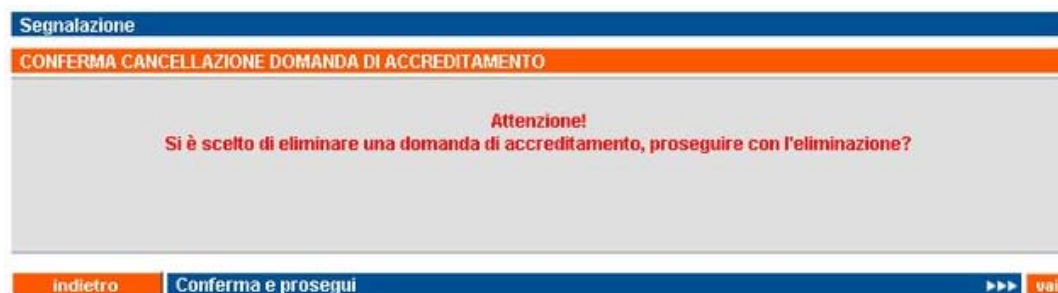 Segnalazione
CONFERMA CANCELLAZIONE DOMANDA DI ACCREDITAMENTO
Attenzione!
Si è scelto di eliminare una domanda di accreditamento, proseguire con l'eliminazione?
indietro Conferma e prosegui ►►► vai